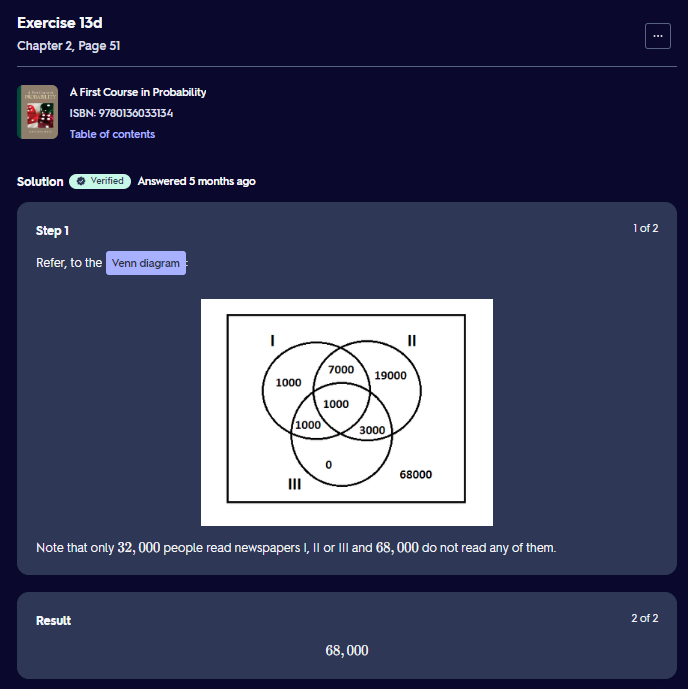 Exercise 13d
Chapter 2, Page 51
...
A First Course in Probability
ISBN: 9780136033134
Table of contents
Solution Verified Answered 5 months ago
Step 1
1 of 2
Refer, to the Venn diagram :
I
II
7000
1000
19000
1000
1000
3000
0
III
68000
Note that only 32,000 people read newspapers I, II or III and 68,000 do not read any of them.
Result
2 of 2
68,000